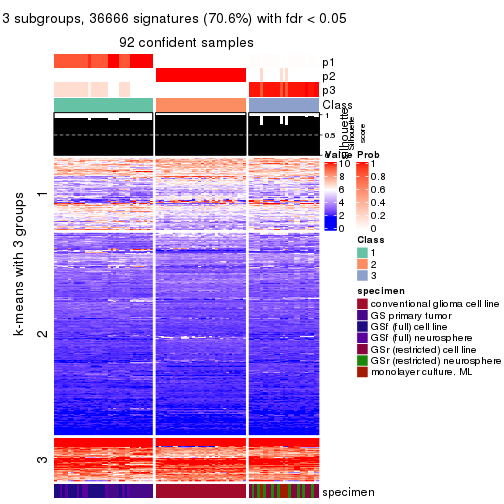 3 subgroups, 36666 signatures (70.6%) with fdr < 0.05
92 confident samples
p1
p2
p3
Class
Silhouette
score
1
0.5
Silhouette
k-means with 3 groups
1
2
3
Value
10
8
6
4
2
0
Prob
1
0.8
0.6
0.4
0.2
0
Class
1
2
3
specimen
conventional glioma cell line
GS primary tumor
GSf (full) cell line
GSf (full) neurosphere
GSr (restricted) cell line
GSr (restricted) neurosphere
monolayer culture. ML
specimen